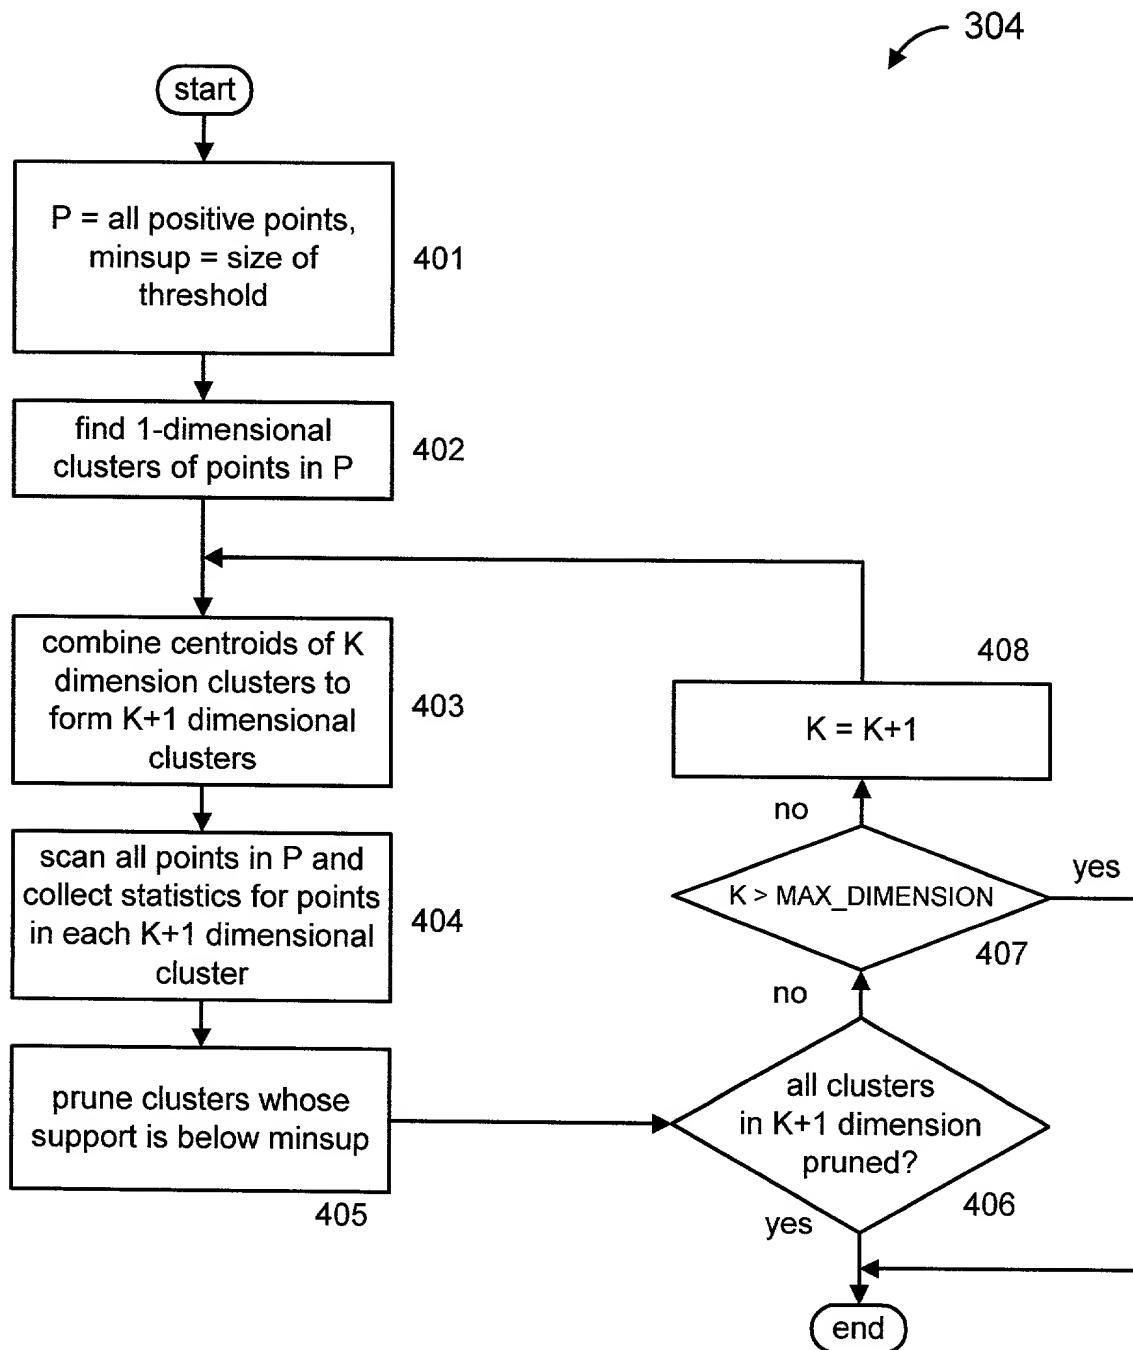 304
start
P = all positive points,
minsup = size of
threshold
401
find 1-dimensional
clusters of points in P
402
combine centroids of K
dimension clusters to
form K+1 dimensional
clusters
403
408
K = K+1
no
scan all points in P and
collect statistics for points
in each K+1 dimensional
cluster
404
K > MAX_DIMENSION
yes
407
no
prune clusters whose
support is below minsup
405
all clusters
in K+1 dimension
pruned?
406
yes
end